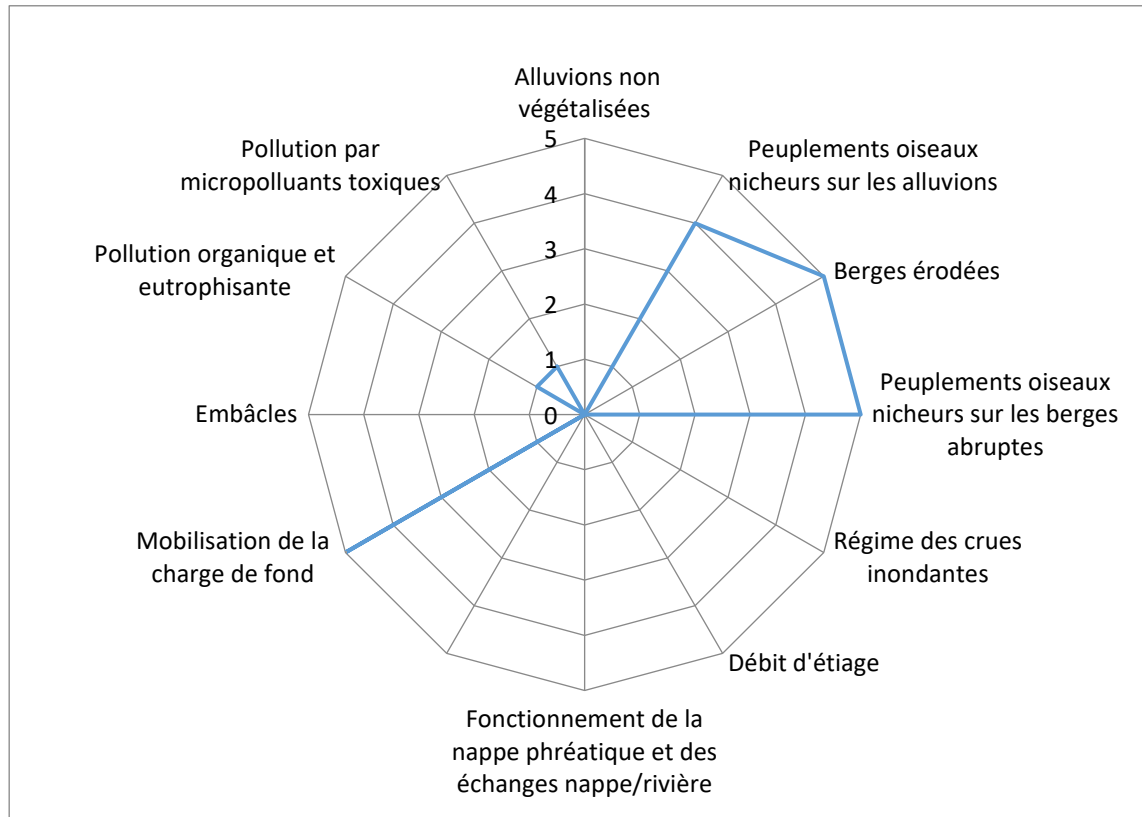 Alluvions non
végétalisées
Peuplements oiseaux
nicheurs sur les alluvions
Berges érodées
Peuplements oiseaux
nicheurs sur les berges
abruptes
Régime des crues
inondantes
Débit d'étiage
Fonctionnement de la
nappe phréatique et des
échanges nappe/rivière
Mobilisation de la
charge de fond
Embâcles
Pollution organique et
eutrophisante
Pollution par
micropolluants toxiques
5
4
3
2
1
0